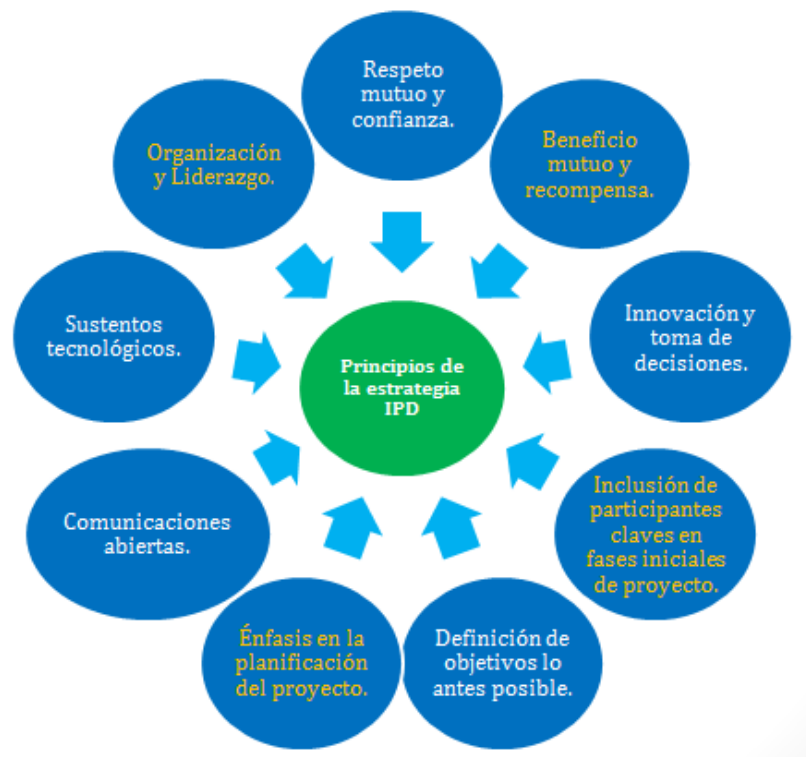 Respeto
mutuo y
confianza.
Beneficio
mutuo y
recompensa.
Innovación y
toma de
decisiones.
Inclusión de
participantes
claves en
fases iniciales
de proyecto.
Definición de
objetivos lo
antes posible.
Énfasis en la
planificación
del proyecto.
Comunicaciones
abiertas.
Sustentos
tecnológicos.
Organización
y Liderazgo.
Principios de
la estrategia
IPD